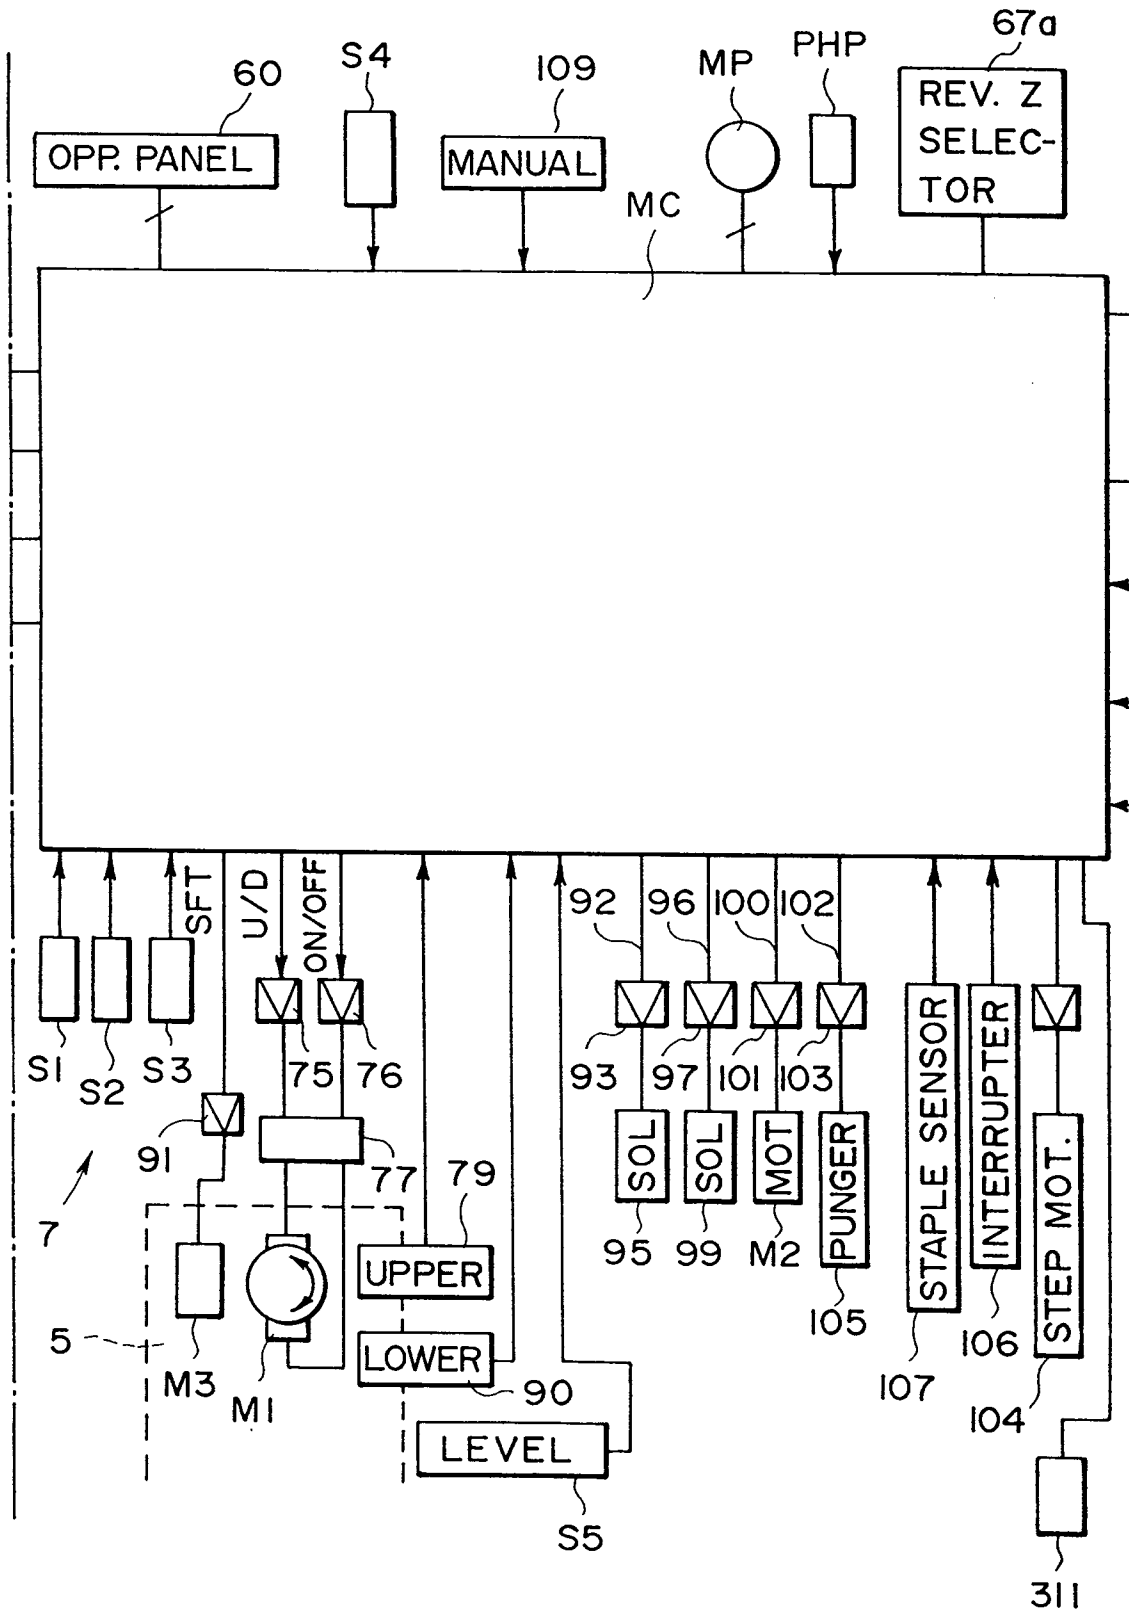 67a
PHP
S4
MP
109
60
REV. Z
SELEC-
TOR
OPP. PANEL
MANUAL
MC
SFT
U/D
ON/OFF
92
96
100
102
S1
S2
S3
75
76
93
97
101
103
91
77
79
7
SOL
SOL
MOT
PUNGER
STAPLE SENSOR
INTERRUPTER
STEP MOT.
95
99
M2
UPPER
105
106
5
LOWER
M3
M1
90
107
104
LEVEL
S5
311